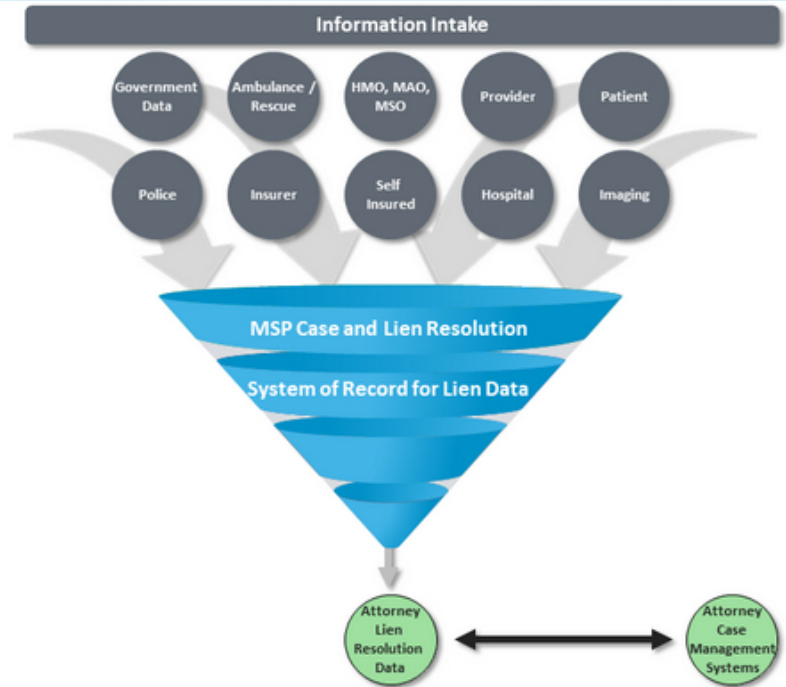 Information Intake
Government
Data
Ambulance /
Rescue
HMO, MAO,
MSO
Provider
Patient
Police
Insurer
Self
Insured
Hospital
Imaging
MSP Case and Lien Resolution
System of Record for Lien Data
Attorney
Lien
Resolution
Data
Attorney
Case
Management
Systems